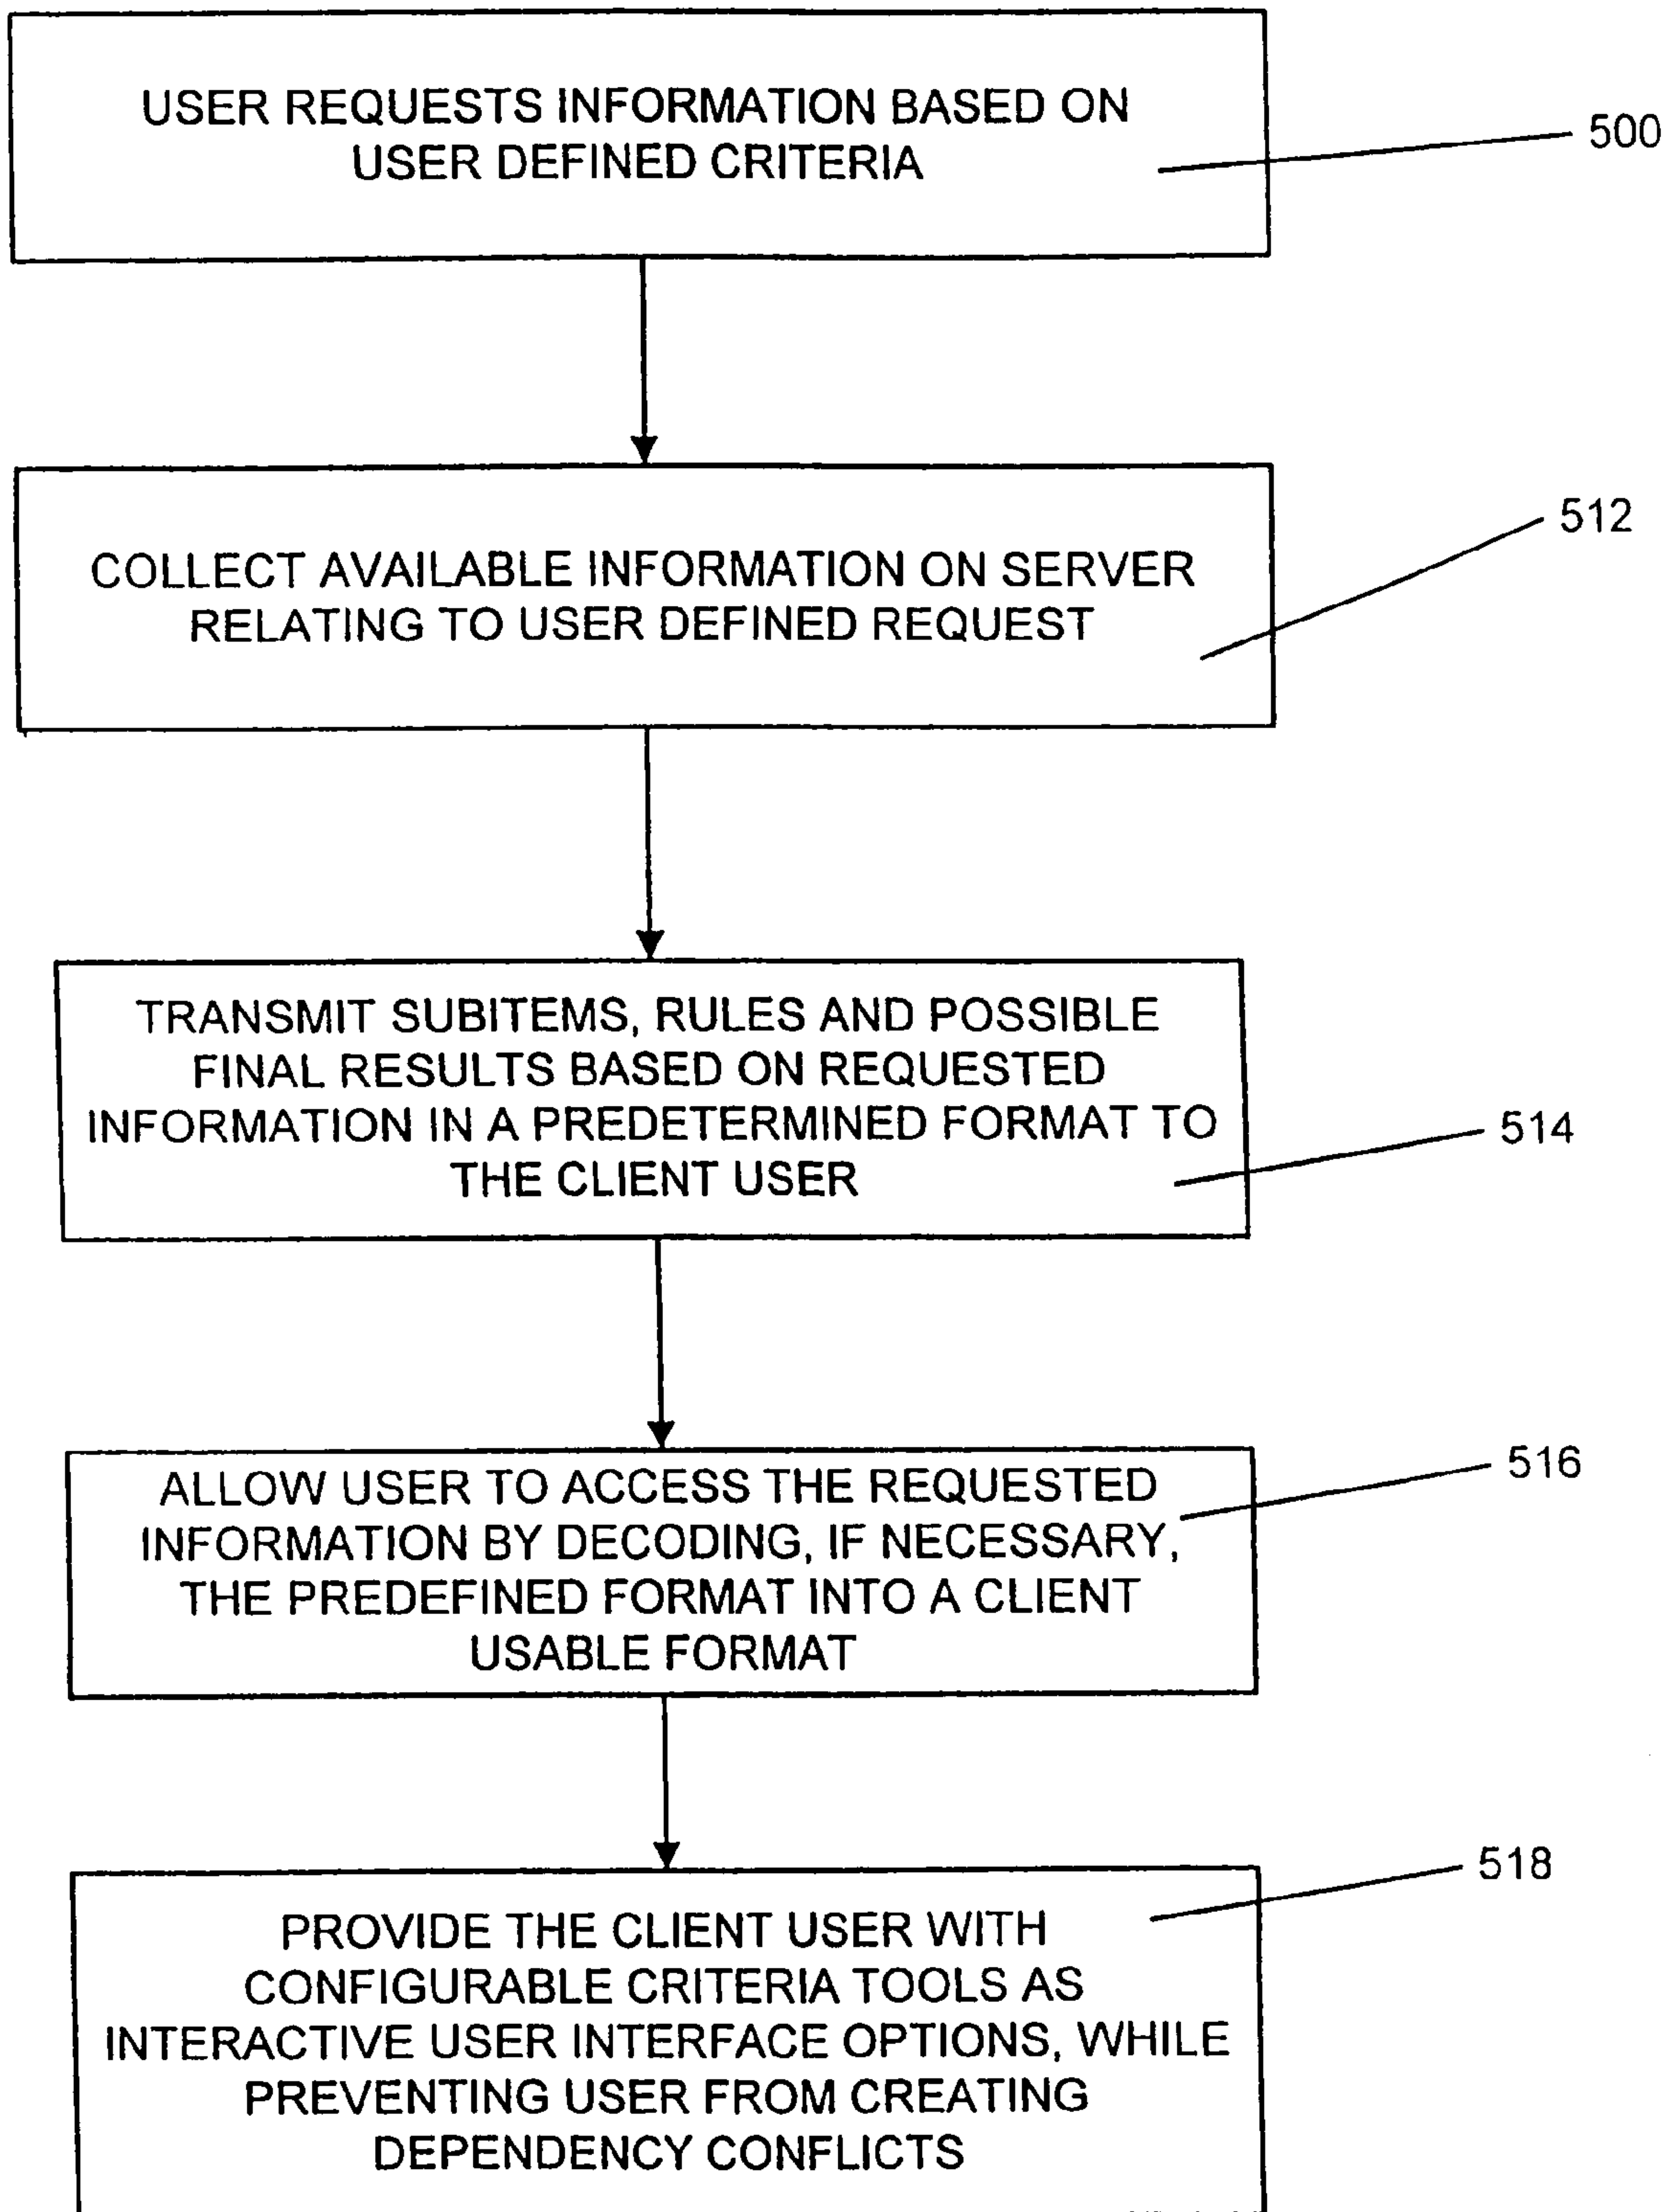 USER REQUESTS INFORMATION BASED ON
USER DEFINED CRITERIA
500
COLLECT AVAILABLE INFORMATION ON SERVER
RELATING TO USER DEFINED REQUEST
512
TRANSMIT SUBITEMS, RULES AND POSSIBLE
FINAL RESULTS BASED ON REQUESTED
INFORMATION IN A PREDETERMINED FORMAT TO
THE CLIENT USER
514
ALLOW USER TO ACCESS THE REQUESTED
INFORMATION BY DECODING, IF NECESSARY,
THE PREDEFINED FORMAT INTO A CLIENT
USABLE FORMAT
516
PROVIDE THE CLIENT USER WITH
CONFIGURABLE CRITERIA TOOLS AS
INTERACTIVE USER INTERFACE OPTIONS, WHILE
PREVENTING USER FROM CREATING
DEPENDENCY CONFLICTS
518